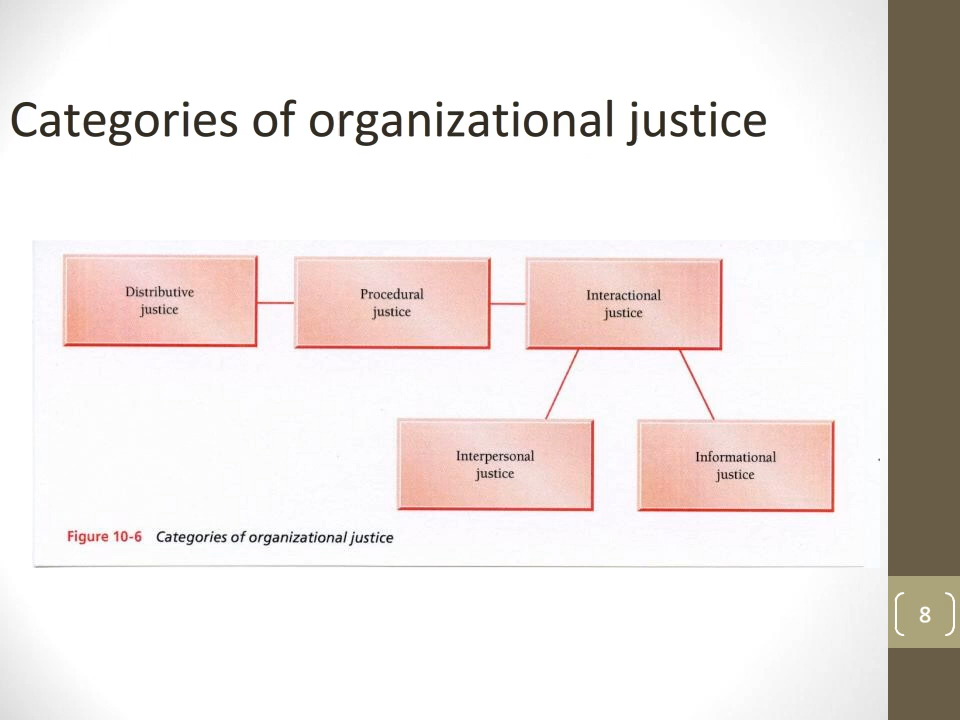 Categories of organizational justice
Distributive
justice
Procedural
justice
Interactional
justice
Interpersonal
justice
Informational
justice
Figure 10-6 Categories of organizational justice
8